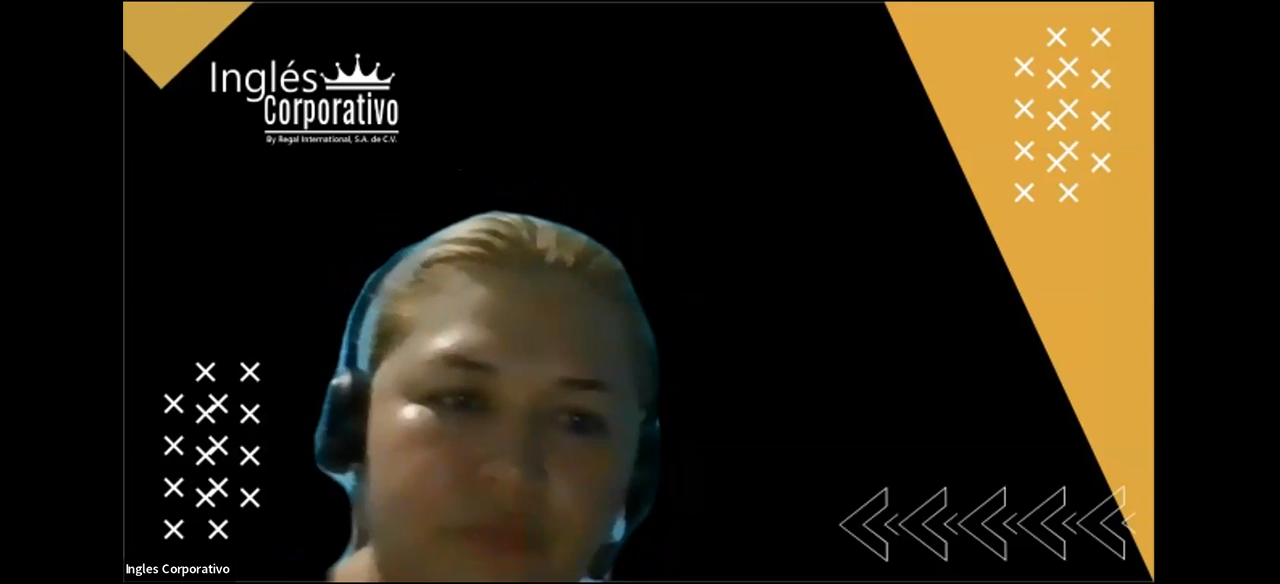 Inglés
Corporativo
By Regal International, S.A. de C.V.
Ingles Corporativo